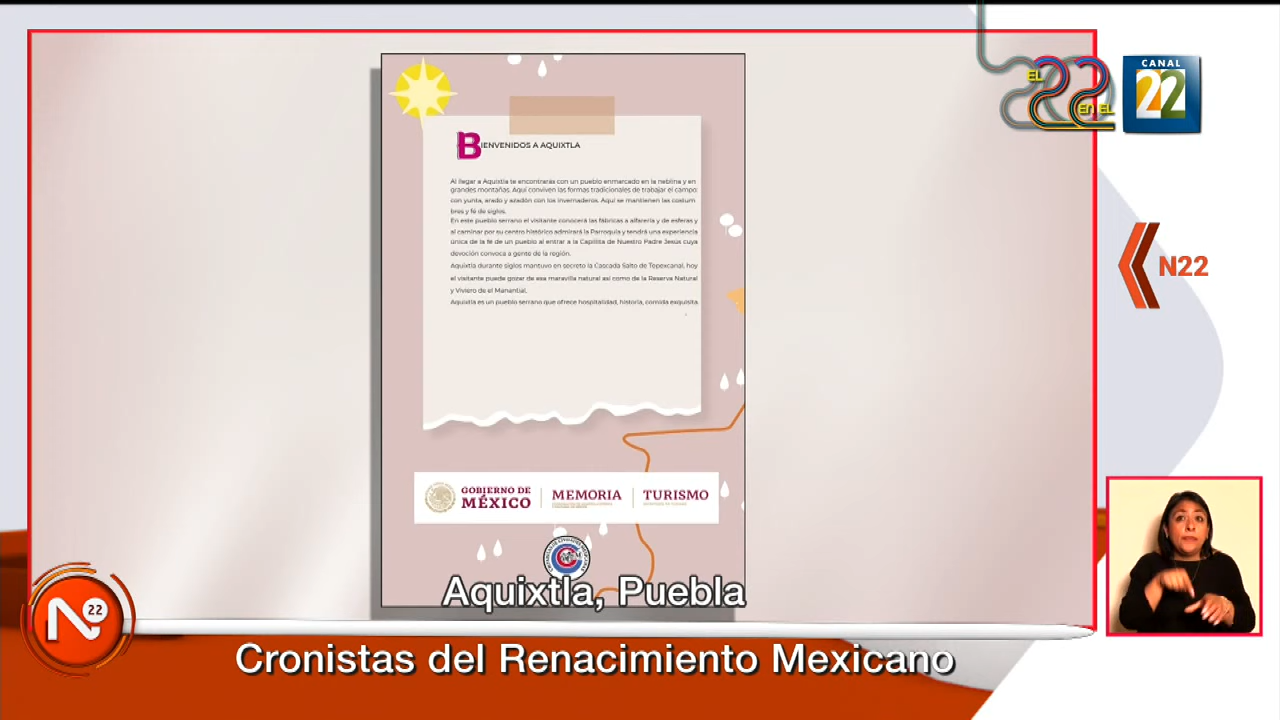 EL 22 EN EL
CANAL 22
BIENVENIDOS A AQUIXTLA
Al llegar a Aquixtla te encontrarás con un pueblo enmarcado en la neblina y en
grandes montañas. Aquí conviven las formas tradicionales de trabajar el campo:
con yunta, arado y azadón con los invernaderos. Aquí se mantienen las costum-
bres y fé de siglos.
En este pueblo serrano el visitante conocerá las fábricas a alfarería y de esferas y
al caminar por su centro histórico admirará la Parroquia y tendrá una experiencia
única de la fé de un pueblo al entrar a la Capillita de Nuestro Padre Jesús cuya
devoción convoca a gente de la región.
Aquixtla durante siglos mantuvo en secreto la Cascada Salto de Tepexcanal, hoy
el visitante puede gozar de esa maravilla natural así como de la Reserva Natural
y Viviero de el Manantial.
Aquixtla es un pueblo serrano que ofrece hospitalidad, historia, comida exquisita.
N22
GOBIERNO DE MÉXICO
MEMORIA
TURISMO
Aquixtla, Puebla
N 22
Cronistas del Renacimiento Mexicano